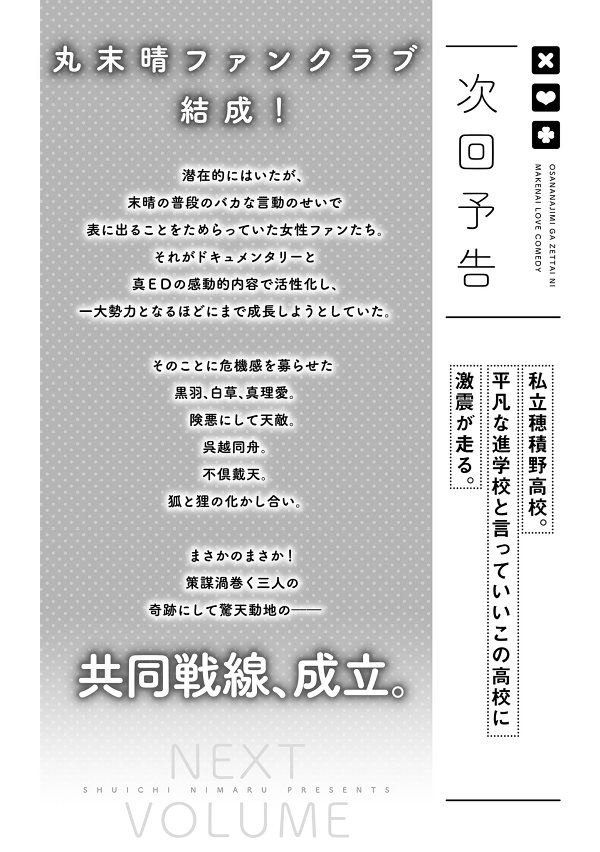 次回予告
OSANANAJIMI GA ZETTAI NI
MAKENAI LOVE COMEDY
私立穂積野高校。
平凡な進学校と言っていいこの高校に
激震が走る。
丸末晴ファンクラブ
結成！
潜在的にはいたが、
末晴の普段のバカな言動のせいで
表に出ることをためらっていた女性ファンたち。
それがドキュメンタリーと
真ＥＤの感動的内容で活性化し、
一大勢力となるほどにまで成長しようとしていた。
そのことに危機感を募らせた
黒羽、白草、真理愛。
険悪にして天敵。
呉越同舟。
不倶戴天。
狐と狸の化かし合い。
まさかのまさか！
策謀渦巻く三人の
奇跡にして驚天動地の──
共同戦線、成立。
NEXT
SHUICHI NIMARU PRESENTS
VOLUME